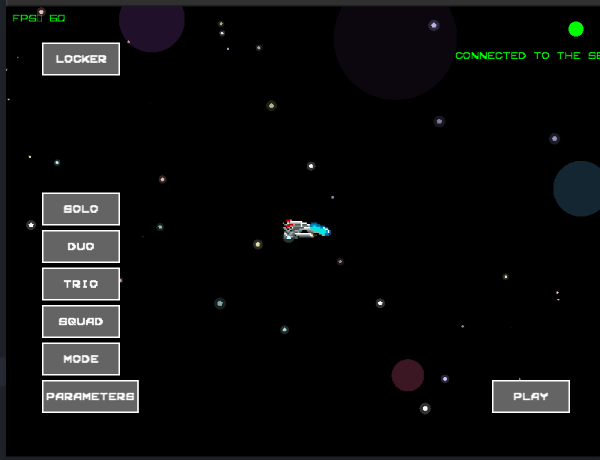 FPS: 60
LOCKER
CONNECTED TO THE SE
SOLO
DUO
TRIO
SQUAD
MODE
PARAMETERS
PLAY